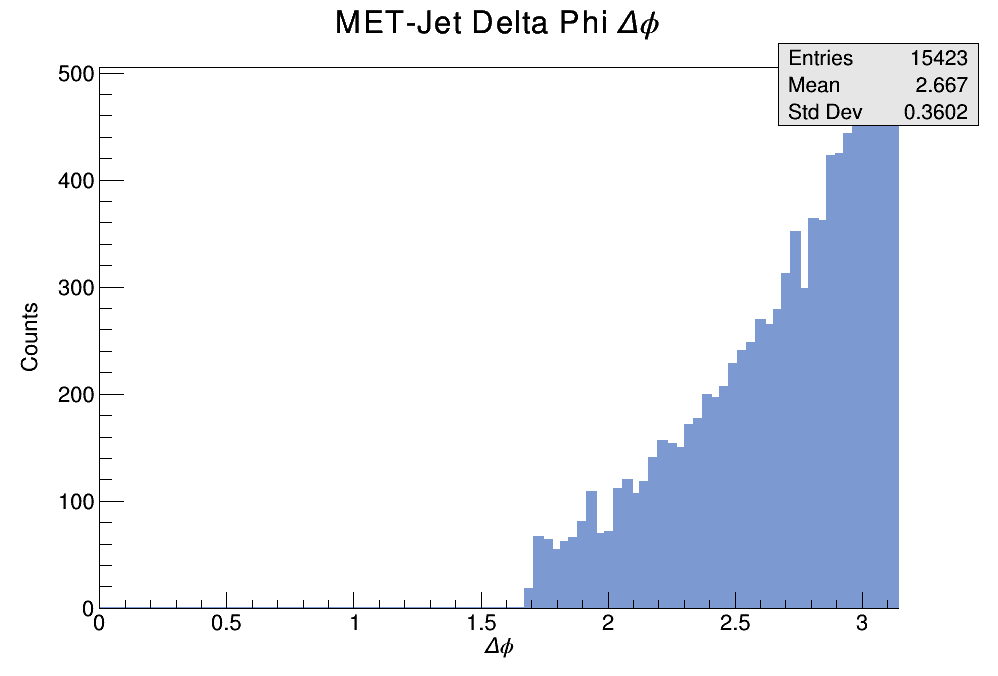 MET-Jet Delta Phi Δϕ
Entries 15423
Mean 2.667
Std Dev 0.3602
500
400
300
200
100
0
Counts
0 0.5 1 1.5 2 2.5 3
Δϕ